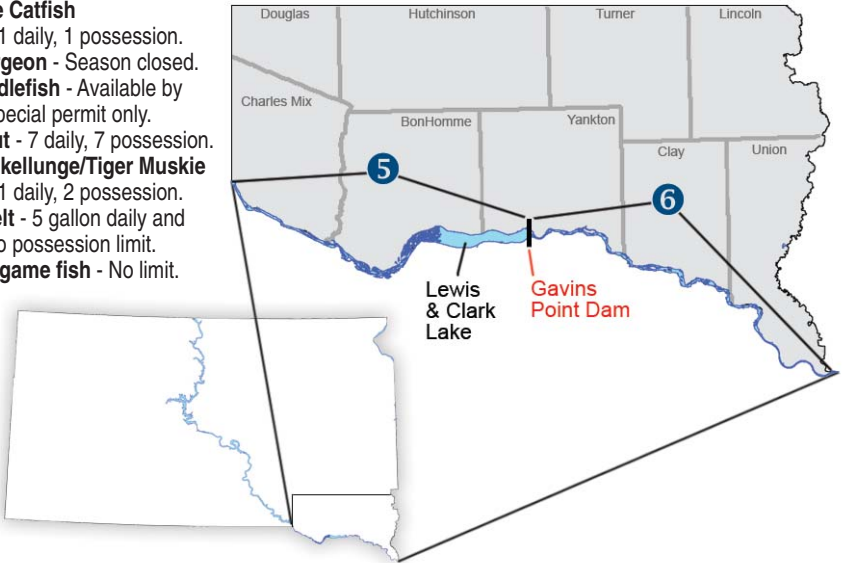 e Catfish
1 daily, 1 possession.
rgeon - Season closed.
dlefish - Available by
pecial permit only.
ut - 7 daily, 7 possession.
kellunge/Tiger Muskie
1 daily, 2 possession.
elt - 5 gallon daily and
o possession limit.
game fish - No limit.
Douglas
Hutchinson
Turner
Lincoln
Charles Mix
BonHomme
Yankton
Clay
Union
5
6
Lewis
& Clark
Lake
Gavins
Point Dam